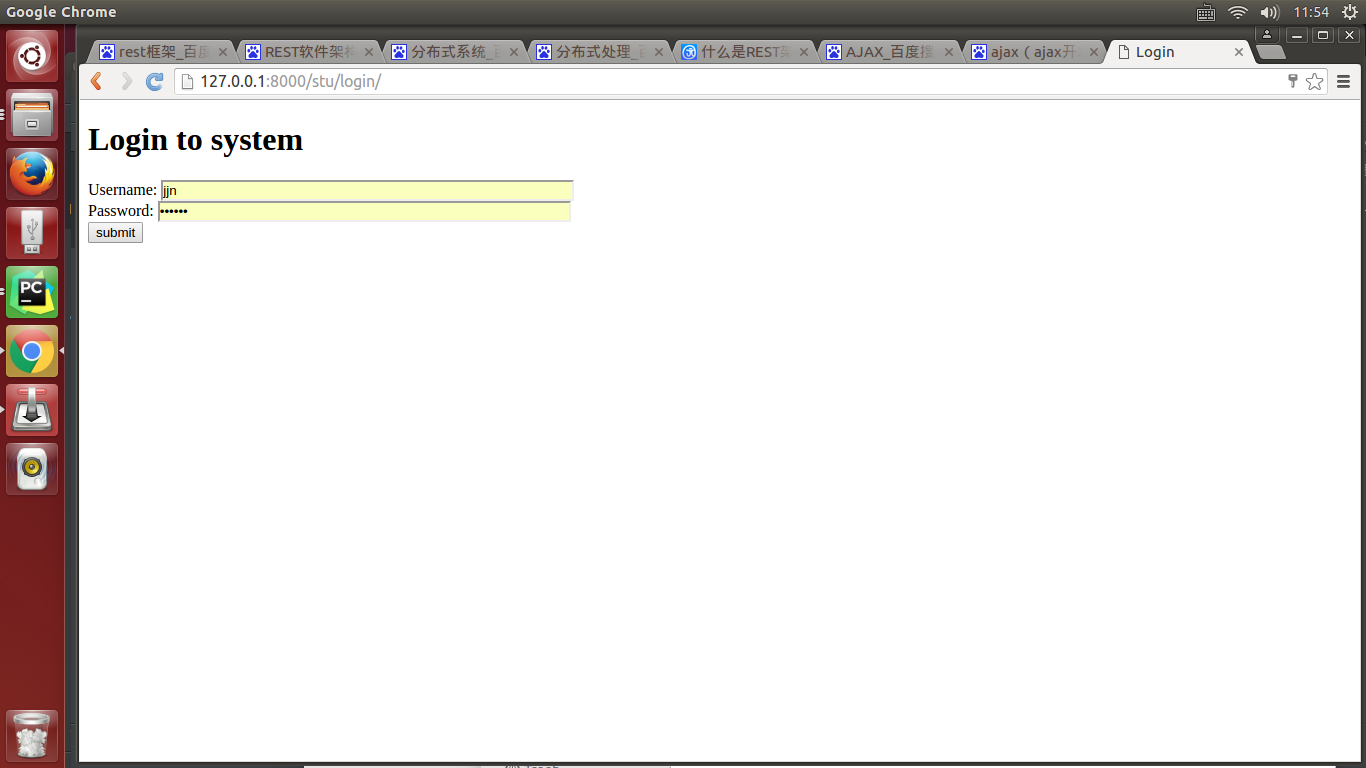 Google Chrome
11:54
rest框架_百度
REST软件架构
分布式系统_百
分布式处理_百
什么是REST架
AJAX_百度搜
ajax（ajax开
Login
127.0.0.1:8000/stu/login/
Login to system
Username: jjn
Password: ••••••
submit
PC